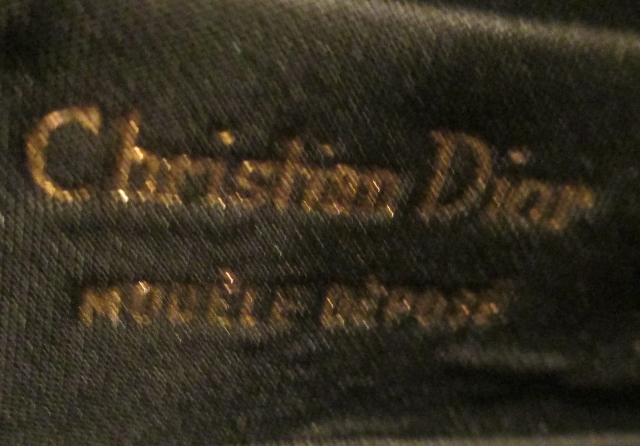 Christian Dior
MODÈLE DÉPOSÉ